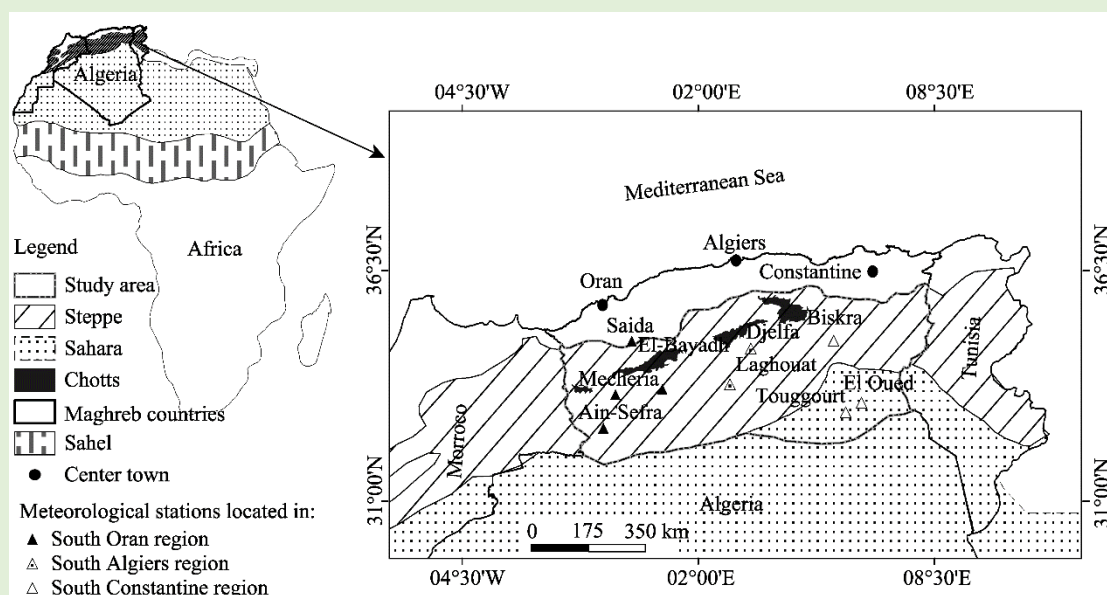 Algeria
Africa
Legend
Study area
Steppe
Sahara
Chotts
Maghreb countries
Sahel
Center town
Meteorological stations located in:
South Oran region
South Algiers region
South Constantine region
04°30'W 02°00'E 08°30'E
36°30'N
31°00'N
Mediterranean Sea
Algiers
Constantine
Oran
Saida
Biskra
El-Bayadh
Djelfa
Laghouat
Mecheria
El Oued
Touggourt
Ain-Sefra
Morroso
Tunisia
Algeria
0 175 350 km
36°30'N
31°00'N
04°30'W 02°00'E 08°30'E